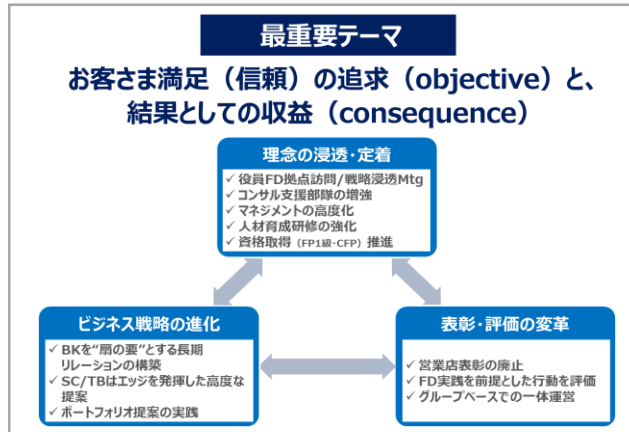 最重要テーマ
お客さま満足（信頼）の追求（objective）と、
結果としての収益（consequence）
理念の浸透・定着
✓ 役員FD拠点訪問/戦略浸透Mtg
✓ コンサル支援部隊の増強
✓ マネジメントの高度化
✓ 人材育成研修の強化
✓ 資格取得（FP1級・CFP）推進
ビジネス戦略の進化
✓ BKを“扇の要”とする長期
リレーションの構築
✓ SC/TBはエッジを発揮した高度な
提案
✓ ポートフォリオ提案の実践
表彰・評価の変革
✓ 営業店表彰の廃止
✓ FD実践を前提とした行動を評価
✓ グループベースでの一体運営